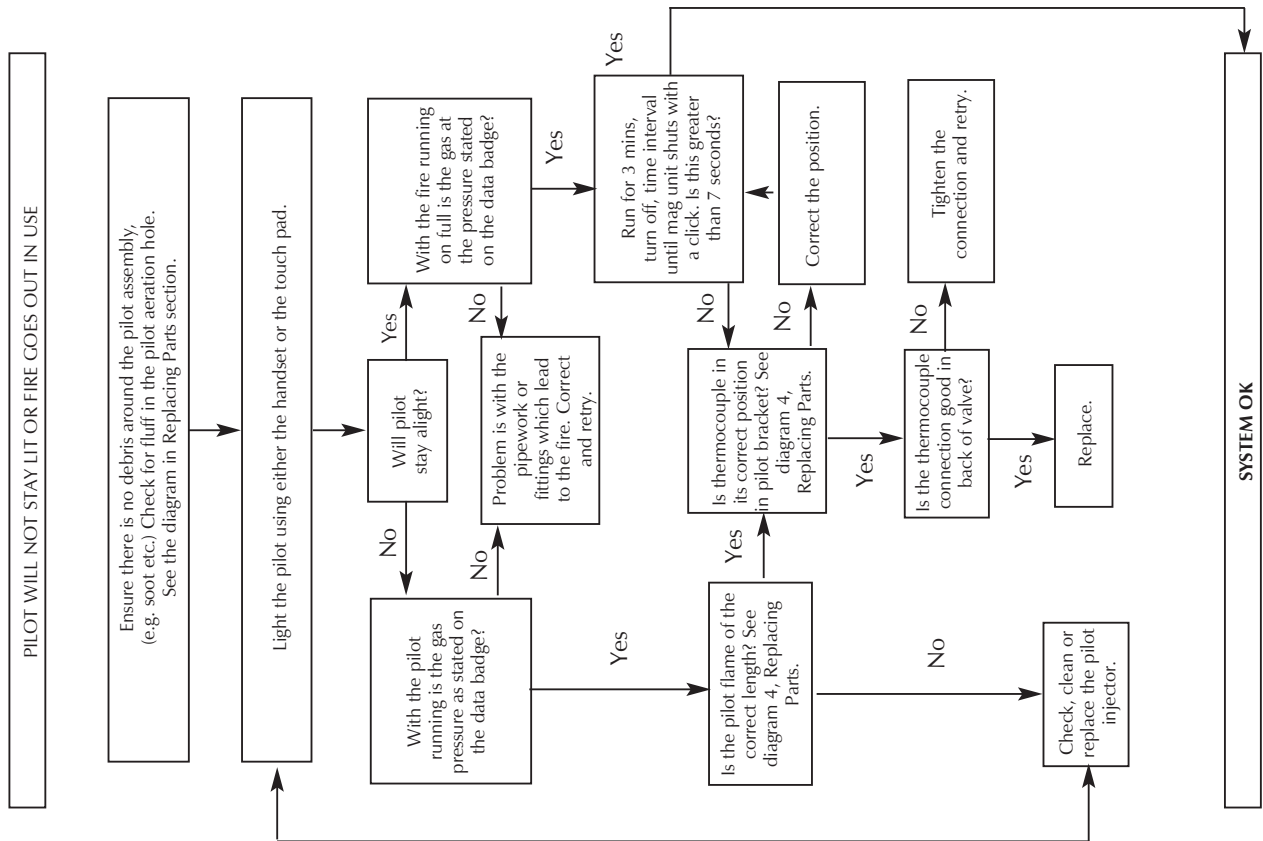 PILOT WILL NOT STAY LIT OR FIRE GOES OUT IN USE
Ensure there is no debris around the pilot assembly,
(e.g. soot etc.) Check for fluff in the pilot aeration hole.
See the diagram in Replacing Parts section.
Light the pilot using either the handset or the touch pad.
Will pilot
stay alight?
No
Yes
With the pilot
running is the gas
pressure as stated on
the data badge?
With the fire running
on full is the gas at
the pressure stated
on the data badge?
No
No
Problem is with the
pipework or
fittings which lead
to the fire. Correct
and retry.
Yes
Yes
Is the pilot flame of the
correct length? See
diagram 4, Replacing
Parts.
Yes
Is thermocouple in
its correct position
in pilot bracket? See
diagram 4,
Replacing Parts.
No
Run for 3 mins,
turn off, time interval
until mag unit shuts with
a click. Is this greater
than 7 seconds?
Yes
No
Correct the position.
No
Yes
Is the thermocouple
connection good in
back of valve?
No
Tighten the
connection and retry.
Yes
Check, clean or
replace the pilot
injector.
Replace.
SYSTEM OK